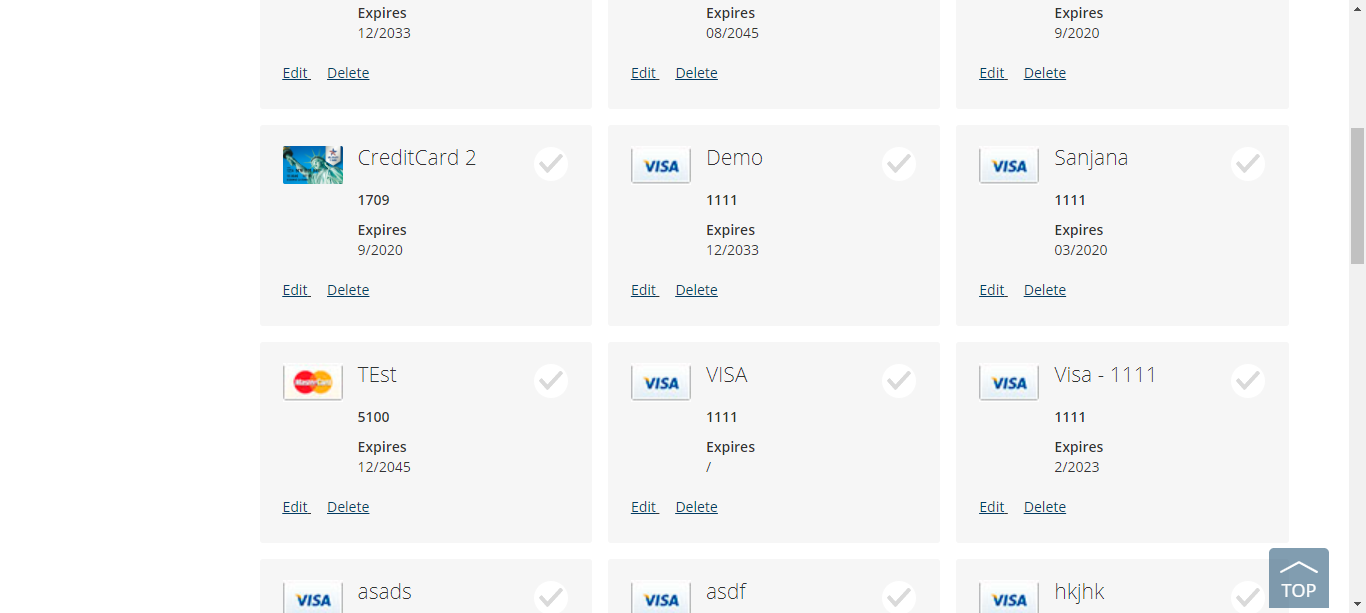 Expires
12/2033
Edit Delete
Expires
08/2045
Edit Delete
Expires
9/2020
Edit Delete
CreditCard 2
1709
Expires
9/2020
Edit Delete
VISA
Demo
1111
Expires
12/2033
Edit Delete
VISA
Sanjana
1111
Expires
03/2020
Edit Delete
MasterCard
TEst
5100
Expires
12/2045
Edit Delete
VISA
VISA
1111
Expires
/
Edit Delete
VISA
Visa - 1111
1111
Expires
2/2023
Edit Delete
VISA
asads
VISA
asdf
VISA
hkjhk
TOP